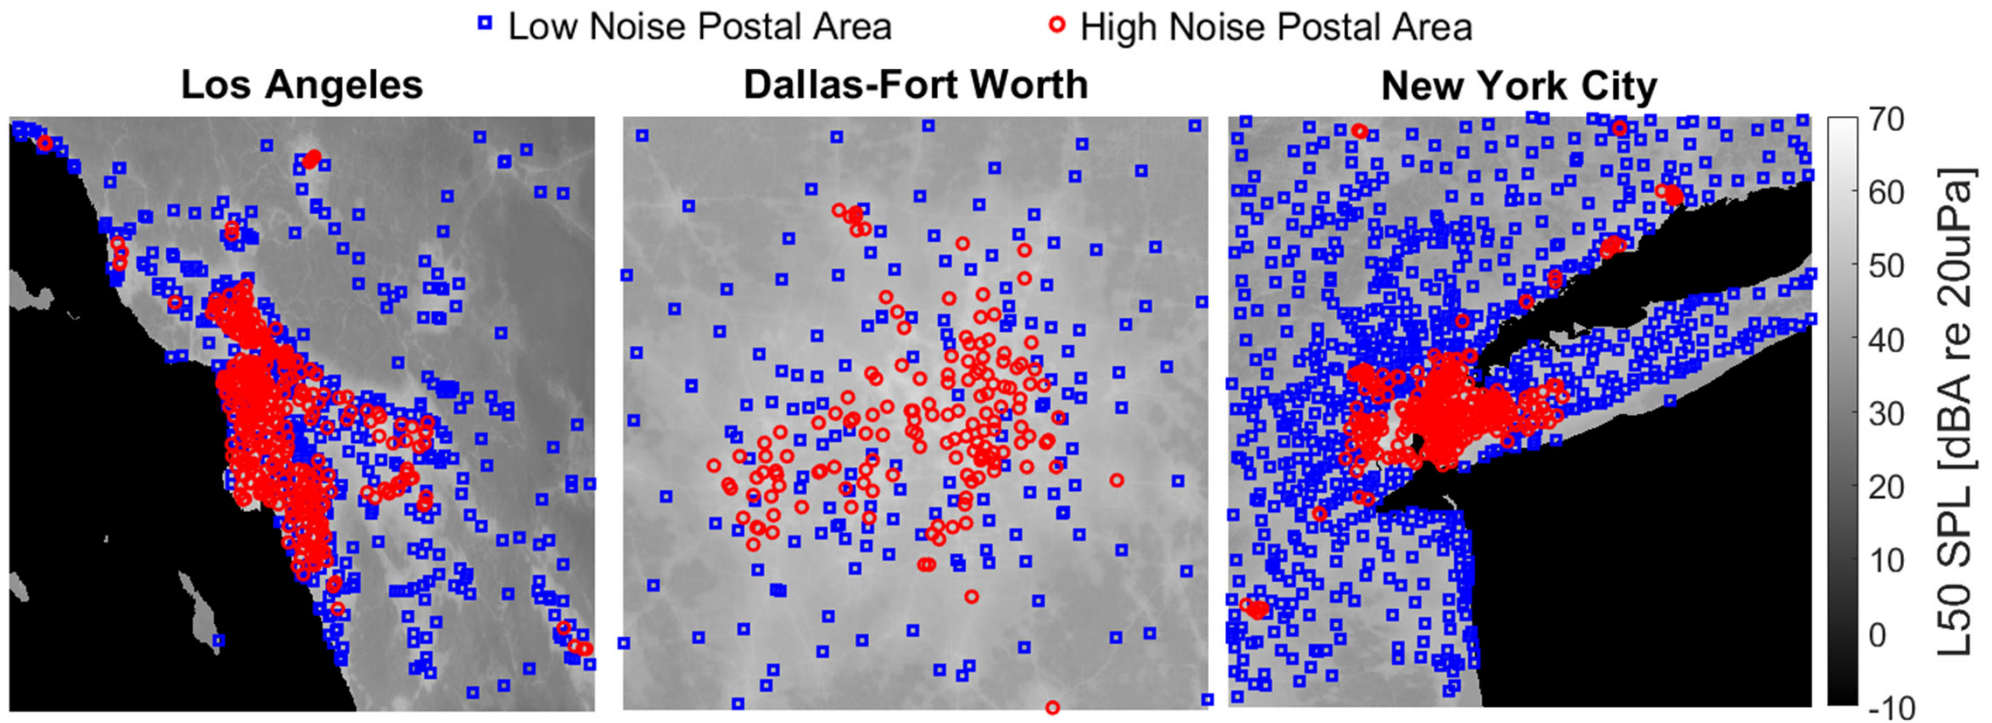 Low Noise Postal Area
High Noise Postal Area
Los Angeles
Dallas-Fort Worth
New York City
70
60
50
40
30
20
10
0
-10
L50 SPL [dBA re 20uPa]